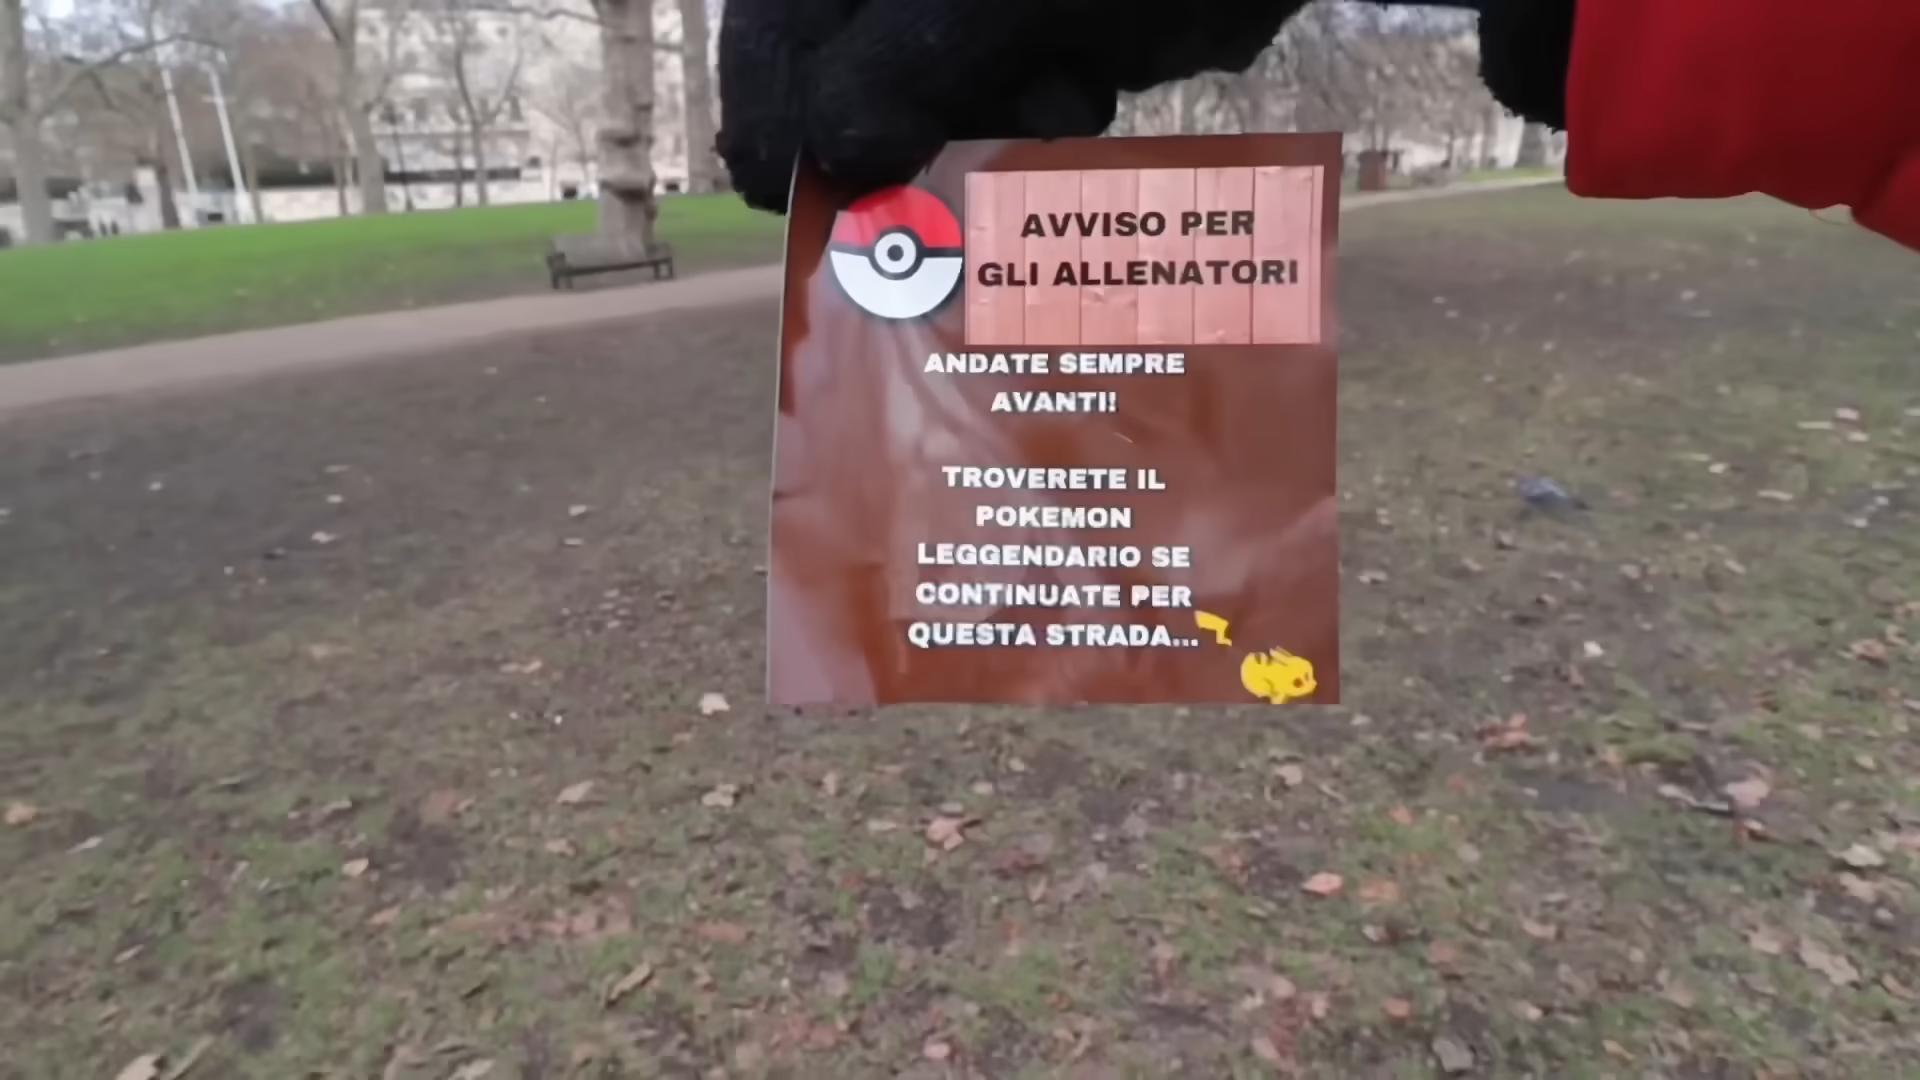 AVVISO PER
GLI ALLENATORI
ANDATE SEMPRE
AVANTI!
TROVERETE IL
POKEMON
LEGGENDARIO SE
CONTINUATE PER
QUESTA STRADA...